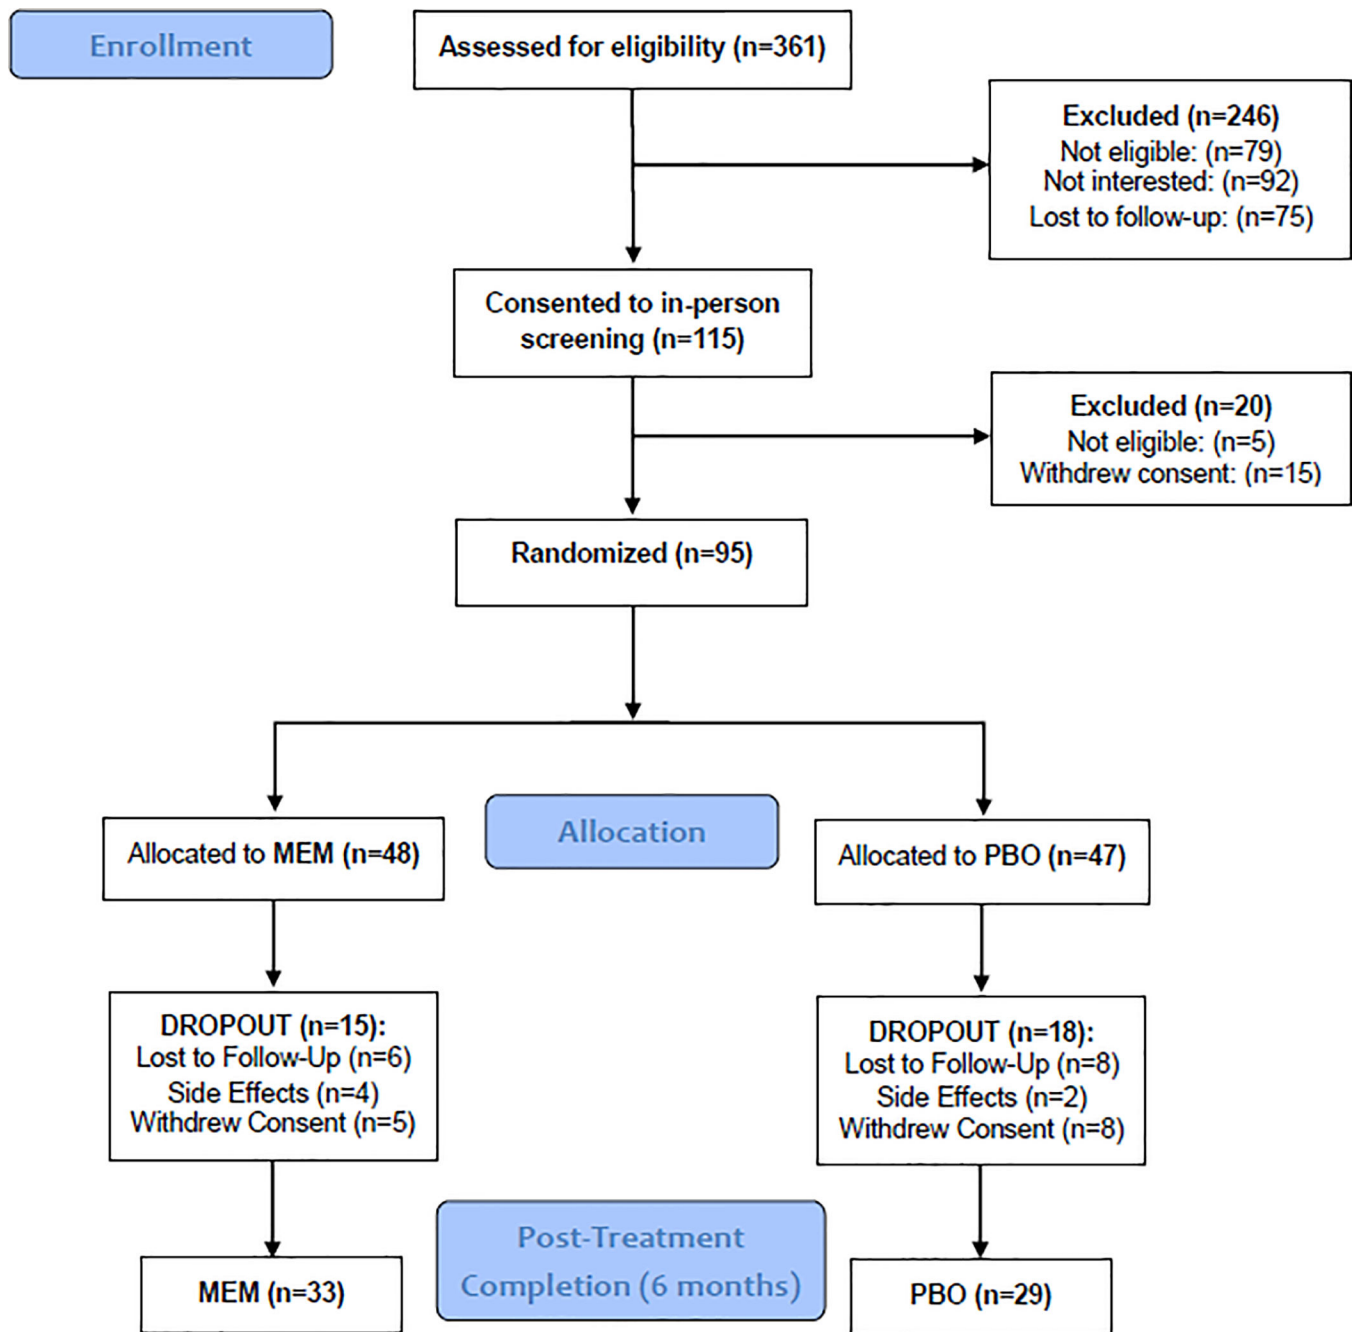 Enrollment
Assessed for eligibility (n=361)
Excluded (n=246)
Not eligible: (n=79)
Not interested: (n=92)
Lost to follow-up: (n=75)
Consented to in-person
screening (n=115)
Excluded (n=20)
Not eligible: (n=5)
Withdrew consent: (n=15)
Randomized (n=95)
Allocated to MEM (n=48)
Allocation
Allocated to PBO (n=47)
DROPOUT (n=15):
Lost to Follow-Up (n=6)
Side Effects (n=4)
Withdrew Consent (n=5)
DROPOUT (n=18):
Lost to Follow-Up (n=8)
Side Effects (n=2)
Withdrew Consent (n=8)
Post-Treatment
Completion (6 months)
MEM (n=33)
PBO (n=29)